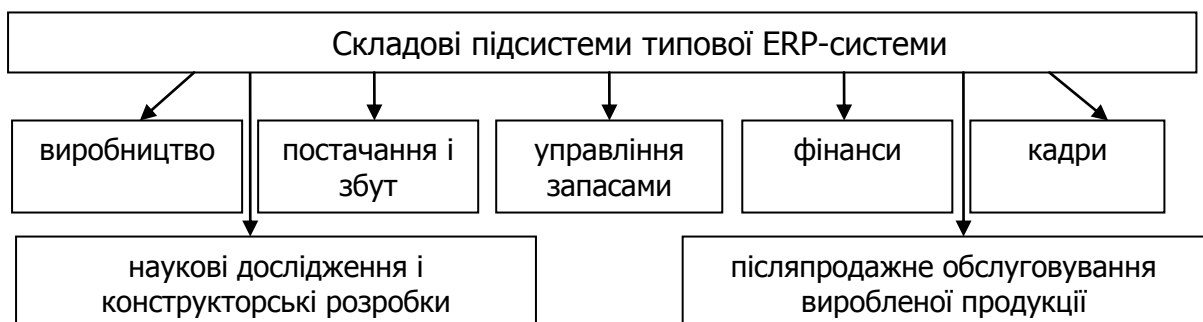 Складові підсистеми типової ERP-системи
виробництво
постачання і
збут
управління
запасами
фінанси
кадри
наукові дослідження і
конструкторські розробки
післяпродажне обслуговування
виробленої продукції